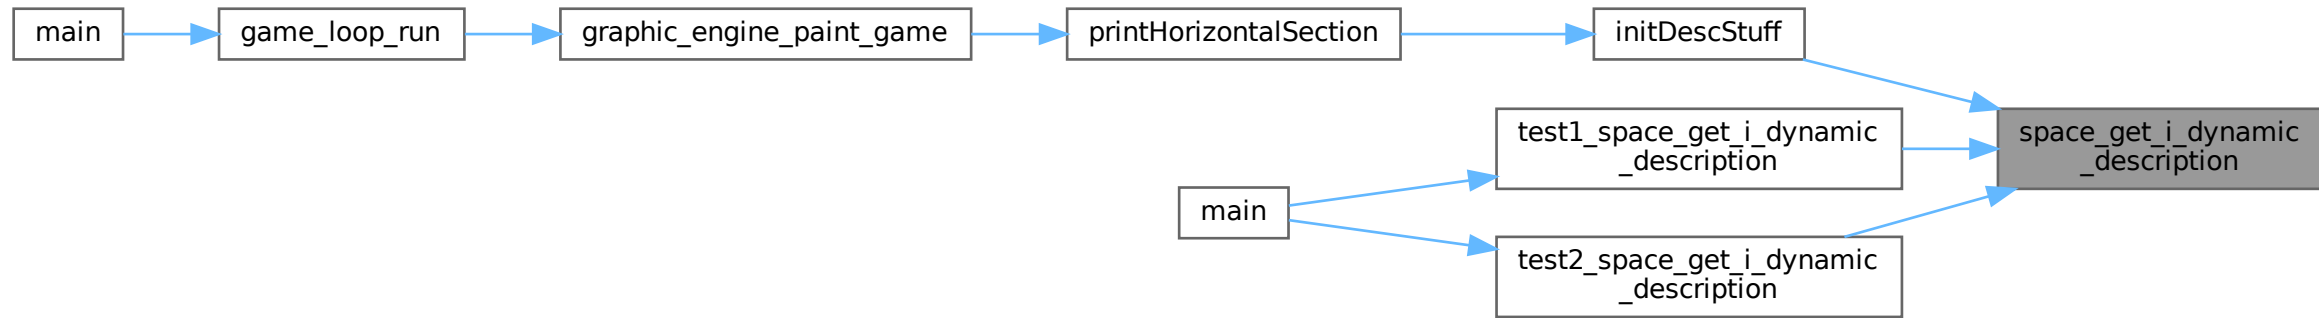 main
game_loop_run
graphic_engine_paint_game
printHorizontalSection
initDescStuff
test1_space_get_i_dynamic
_description
space_get_i_dynamic
_description
main
test2_space_get_i_dynamic
_description